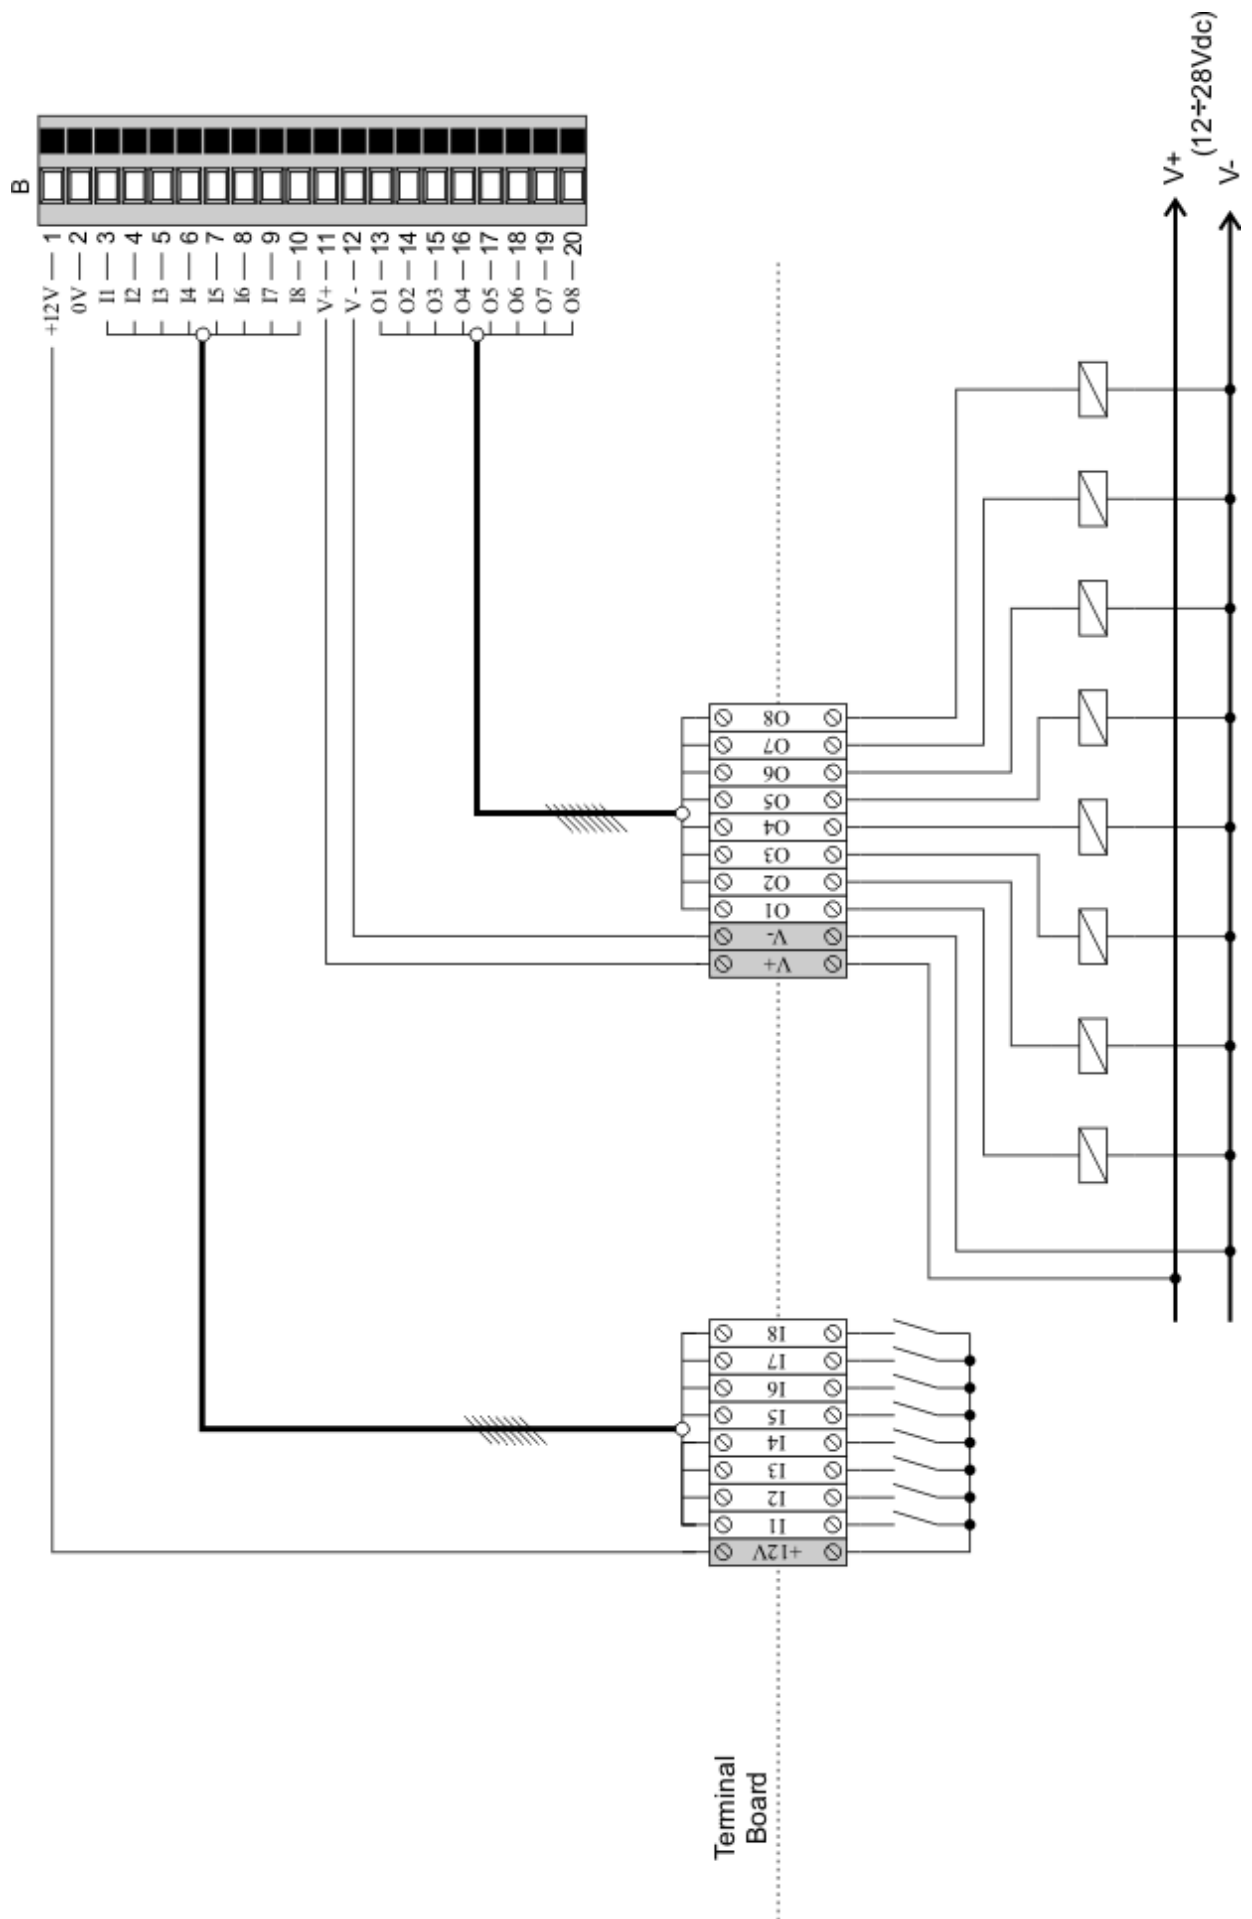 B
+12V 1
0V 2
I1 3
I2 4
I3 5
I4 6
I5 7
I6 8
I7 9
I8 10
V+ 11
V - 12
O1 13
O2 14
O3 15
O4 16
O5 17
O6 18
O7 19
O8 20
V+
(12÷28Vdc)
V-
O8
O7
O6
O5
O4
O3
O2
O1
V-
V+
I8
I7
I6
I5
I4
I3
I2
I1
+12V
Terminal
Board